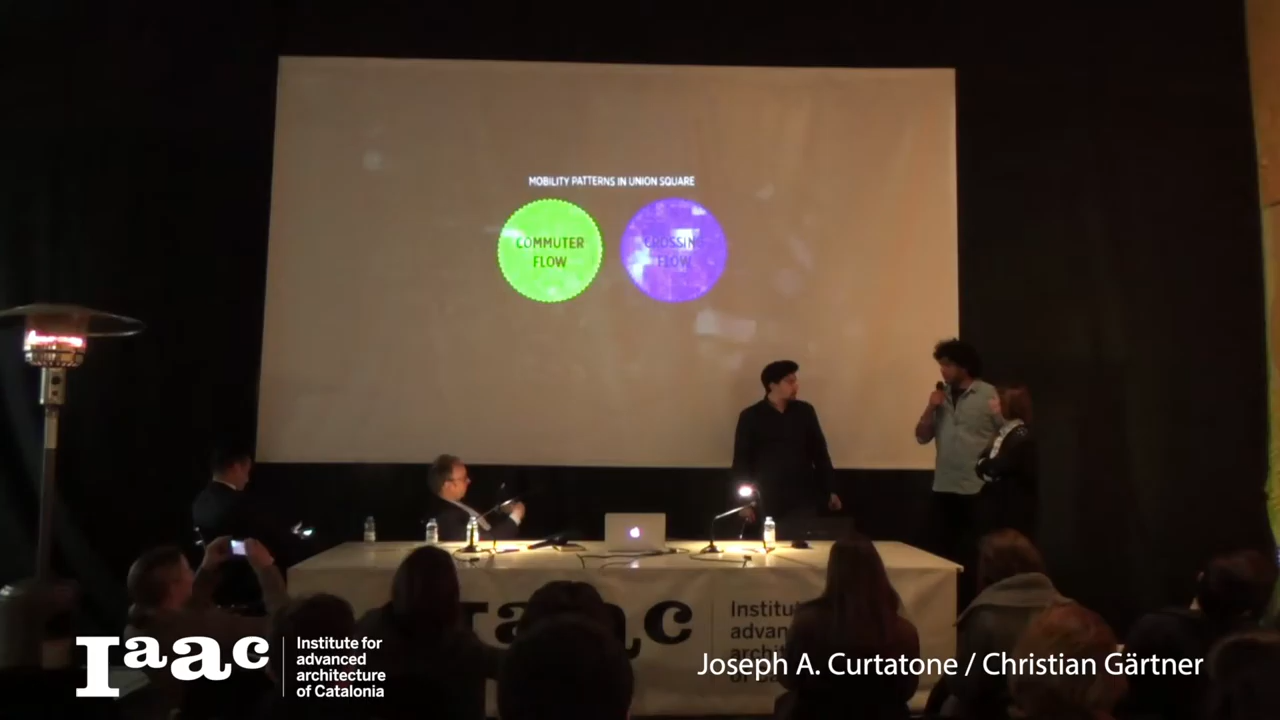 MOBILITY PATTERNS IN UNION SQUARE
COMMUTER
FLOW
CROSSING
FLOW
Iaac
Iaac
Institute for
advanced
architecture
of Catalonia
Joseph A. Curtatone / Christian Gärtner